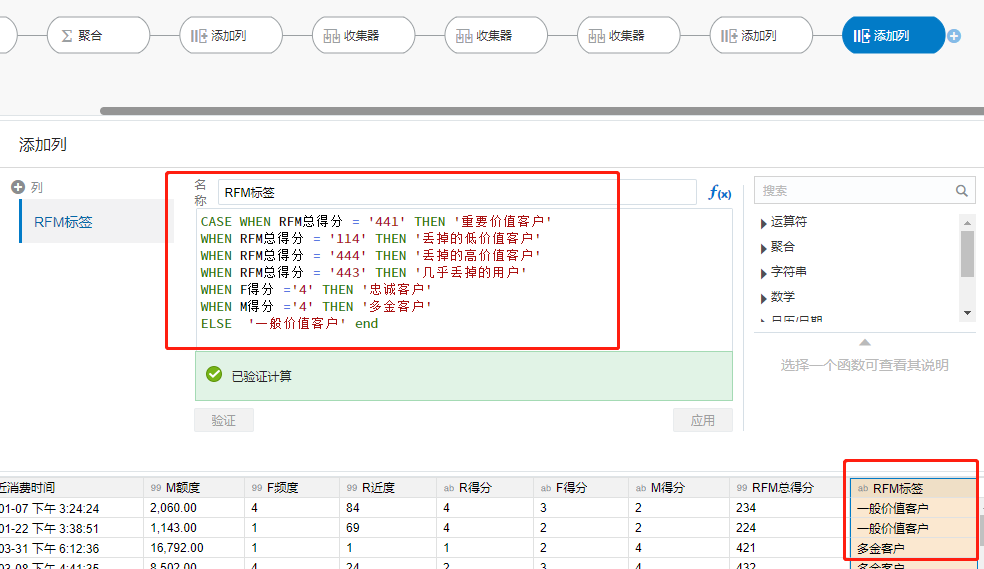 聚合
添加列
收集器
收集器
收集器
添加列
添加列
添加列
列
RFM标签
名称
RFM标签
f(x)
CASE WHEN RFM总得分 = '441' THEN '重要价值客户'
WHEN RFM总得分 = '114' THEN '丢掉的低价值客户'
WHEN RFM总得分 = '444' THEN '丢掉的高价值客户'
WHEN RFM总得分 = '443' THEN '几乎丢掉的用户'
WHEN F得分 ='4' THEN '忠诚客户'
WHEN M得分 ='4' THEN '多金客户'
ELSE '一般价值客户' end
已验证计算
验证
应用
搜索
运算符
聚合
字符串
数学
日历/日期
选择一个函数可查看其说明
近消费时间 99 M额度 99 F频度 99 R近度 ab R得分 ab F得分 ab M得分 99 RFM总得分 ab RFM标签
01-07 下午 3:24:24 2,060.00 4 84 4 3 2 234 一般价值客户
01-22 下午 3:38:51 1,143.00 1 69 4 2 2 224 一般价值客户
03-31 下午 6:12:36 16,792.00 1 1 1 2 4 421 多金客户
03-08 下午 4:41:35 8,502.00 4 24 2 3 4 432 多金客户